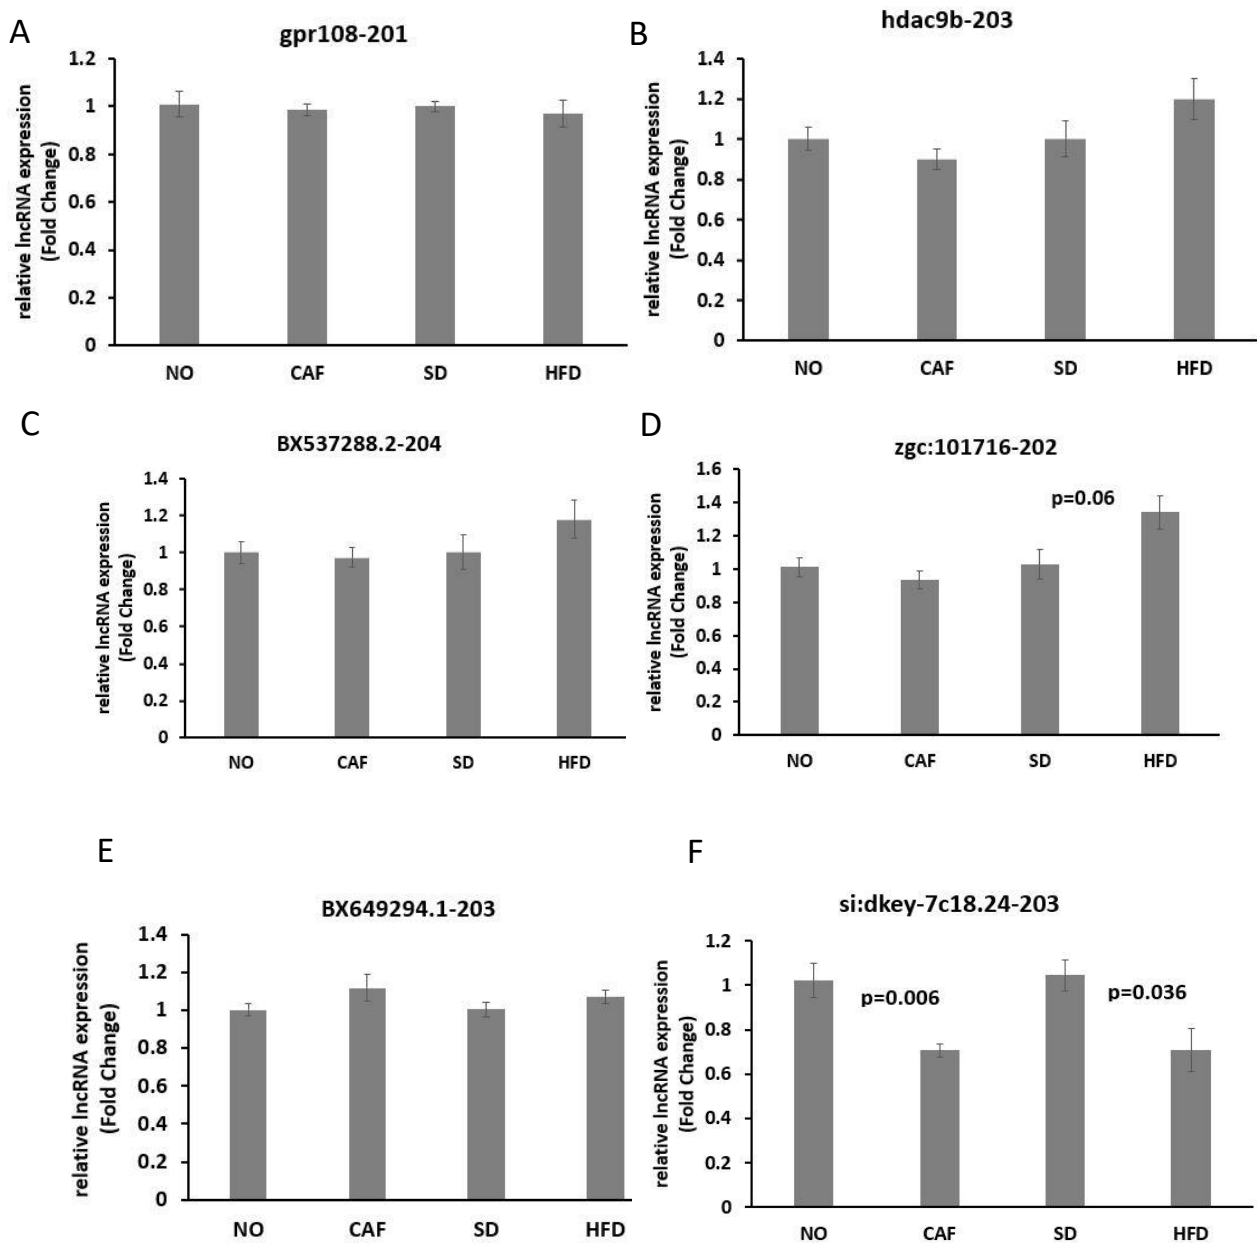 A
gpr108-201
relative lncRNA expression
(Fold Change)
1.2
1
0.8
0.6
0.4
0.2
0
NO CAF SD HFD
B
hdac9b-203
relative lncRNA expression
(Fold Change)
1.4
1.2
1
0.8
0.6
0.4
0.2
0
NO CAF SD HFD
C
BX537288.2-204
relative lncRNA expression
(Fold Change)
1.4
1.2
1
0.8
0.6
0.4
0.2
0
NO CAF SD HFD
D
zgc:101716-202
relative lncRNA expression
(Fold Change)
1.6
1.4
1.2
1
0.8
0.6
0.4
0.2
0
p=0.06
NO CAF SD HFD
E
BX649294.1-203
relative lncRNA expression
(Fold Change)
1.4
1.2
1
0.8
0.6
0.4
0.2
0
NO CAF SD HFD
F
si:dkey-7c18.24-203
relative lncRNA expression
(Fold Change)
1.2
1
0.8
0.6
0.4
0.2
0
p=0.006
p=0.036
NO CAF SD HFD